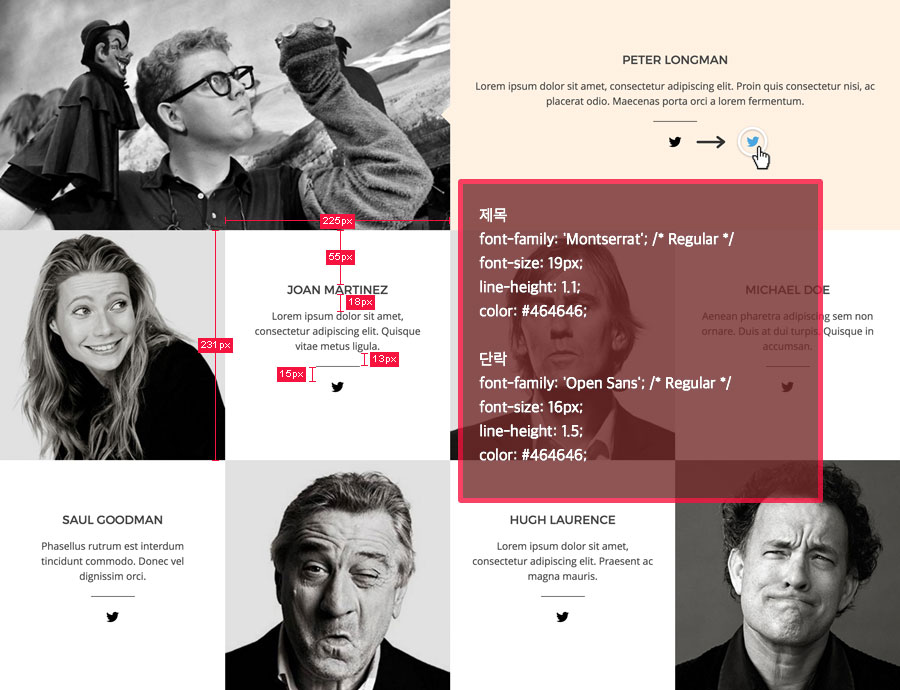 PETER LONGMAN
Lorem ipsum dolor sit amet, consectetur adipiscing elit. Proin quis consectetur nisi, ac
placerat odio. Maecenas porta orci a lorem fermentum.
225px
55px
JOAN MARTINEZ
18px
Lorem ipsum dolor sit amet,
consectetur adipiscing elit. Quisque
vitae metus ligula.
231px
13px
15px
제목
font-family: 'Montserrat'; /* Regular */
font-size: 19px;
line-height: 1.1;
color: #464646;
단락
font-family: 'Open Sans'; /* Regular */
font-size: 16px;
line-height: 1.5;
color: #464646;
MICHAEL DOE
Aenean pharetra adipiscing sem non
ornare. Duis at dui turpis. Quisque in
accumsan.
SAUL GOODMAN
Phasellus rutrum est interdum
tincidunt commodo. Donec vel
dignissim orci.
HUGH LAURENCE
Lorem ipsum dolor sit amet,
consectetur adipiscing elit. Praesent ac
magna mauris.